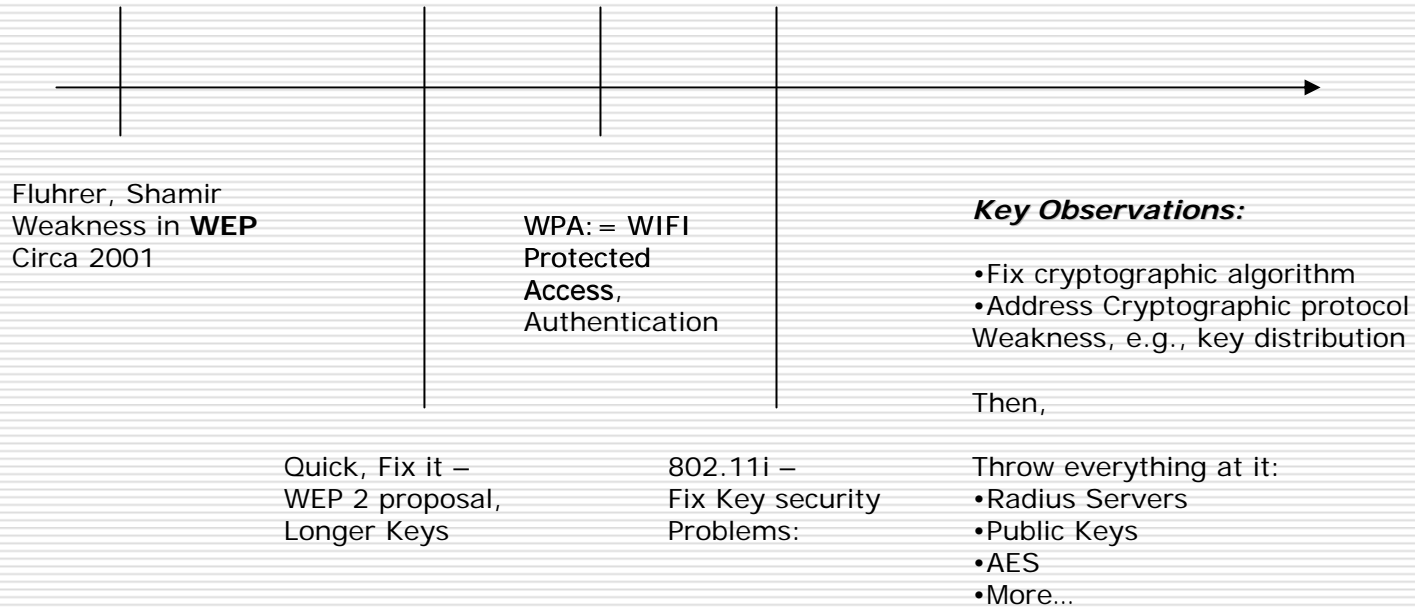 Fluhrer, Shamir
Weakness in WEP
Circa 2001
Quick, Fix it –
WEP 2 proposal,
Longer Keys
WPA:= WIFI
Protected
Access,
Authentication
802.11i –
Fix Key security
Problems:
Key Observations:
•Fix cryptographic algorithm
•Address Cryptographic protocol
Weakness, e.g., key distribution
Then,
Throw everything at it:
•Radius Servers
•Public Keys
•AES
•More…